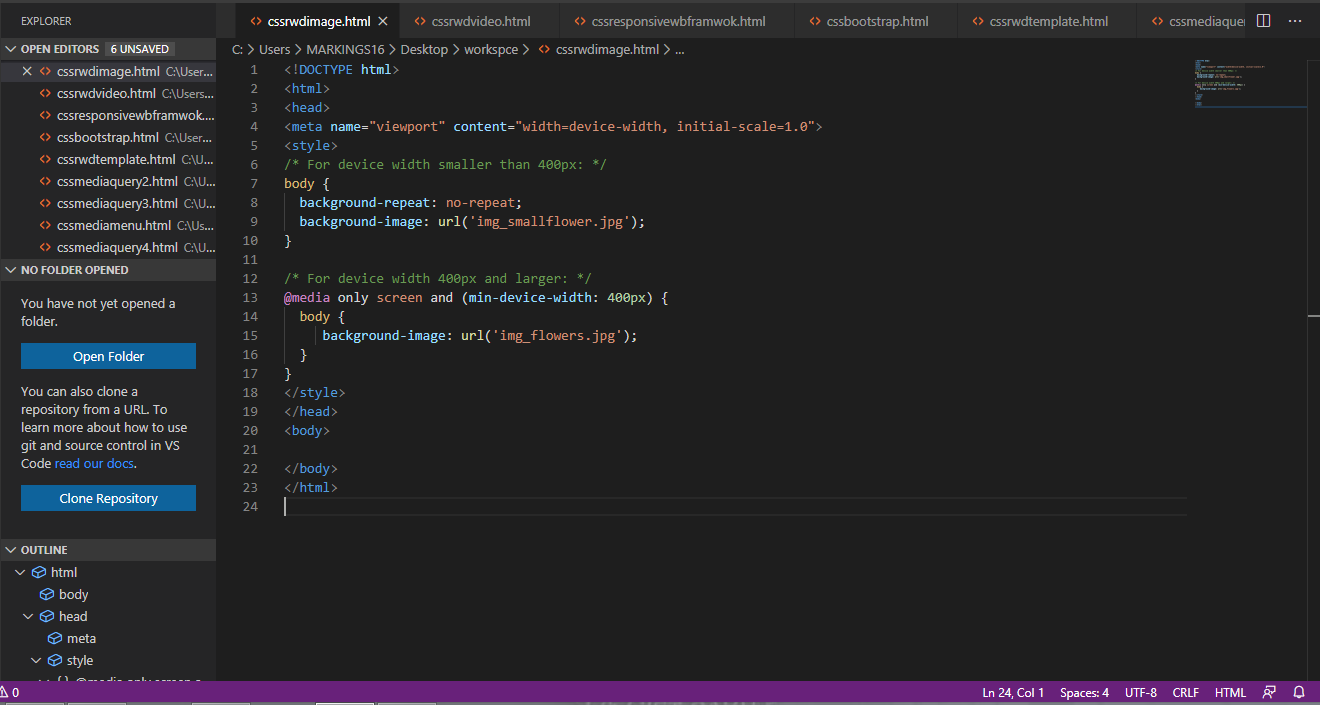 EXPLORER
OPEN EDITORS 6 UNSAVED
cssrwdimage.html C:\User...
cssrwdvideo.html C:\Users...
cssresponsivewbframwok....
cssbootstrap.html C:\User...
cssrwdtemplate.html C:\U...
cssmediaquery2.html C:\U...
cssmediaquery3.html C:\U...
cssmediamenu.html C:\Us...
cssmediaquery4.html C:\U...
NO FOLDER OPENED
You have not yet opened a
folder.
Open Folder
You can also clone a
repository from a URL. To
learn more about how to use
git and source control in VS
Code read our docs.
Clone Repository
OUTLINE
html
body
head
meta
style
cssrwdimage.html cssrwdvideo.html cssresponsivewbframwok.html cssbootstrap.html cssrwdtemplate.html cssmediaquer
C: > Users > MARKINGS16 > Desktop > workspce > cssrwdimage.html > ...
1 <!DOCTYPE html>
2 <html>
3 <head>
4 <meta name="viewport" content="width=device-width, initial-scale=1.0">
5 <style>
6 /* For device width smaller than 400px: */
7 body {
8 background-repeat: no-repeat;
9 background-image: url('img_smallflower.jpg');
10 }
11
12 /* For device width 400px and larger: */
13 @media only screen and (min-device-width: 400px) {
14 body {
15 background-image: url('img_flowers.jpg');
16 }
17 }
18 </style>
19 </head>
20 <body>
21
22 </body>
23 </html>
24
0 Ln 24, Col 1 Spaces: 4 UTF-8 CRLF HTML